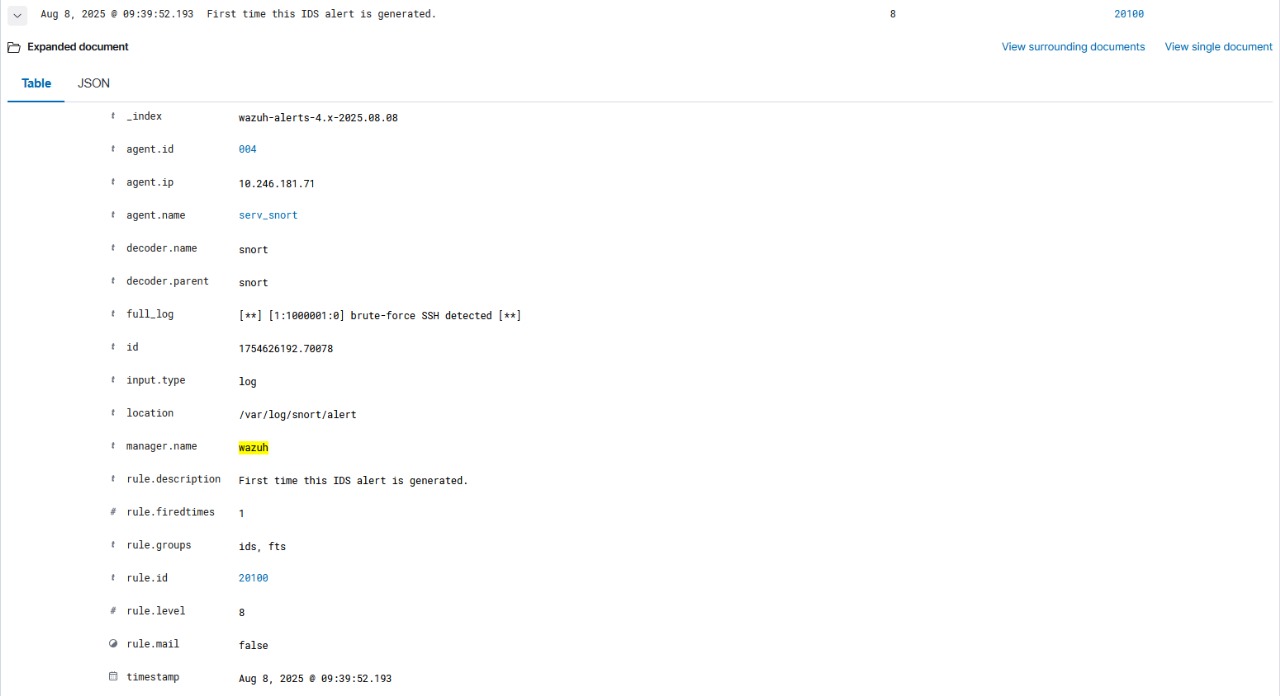 Aug 8, 2025 @ 09:39:52.193 First time this IDS alert is generated. 8 20100
Expanded document View surrounding documents View single document
Table JSON
t _index wazuh-alerts-4.x-2025.08.08
t agent.id 004
t agent.ip 10.246.181.71
t agent.name serv_snort
t decoder.name snort
t decoder.parent snort
t full_log [**] [1:1000001:0] brute-force SSH detected [**]
t id 1754626192.70078
t input.type log
t location /var/log/snort/alert
t manager.name wazuh
t rule.description First time this IDS alert is generated.
# rule.firedtimes 1
t rule.groups ids, fts
t rule.id 20100
# rule.level 8
rule.mail false
timestamp Aug 8, 2025 @ 09:39:52.193